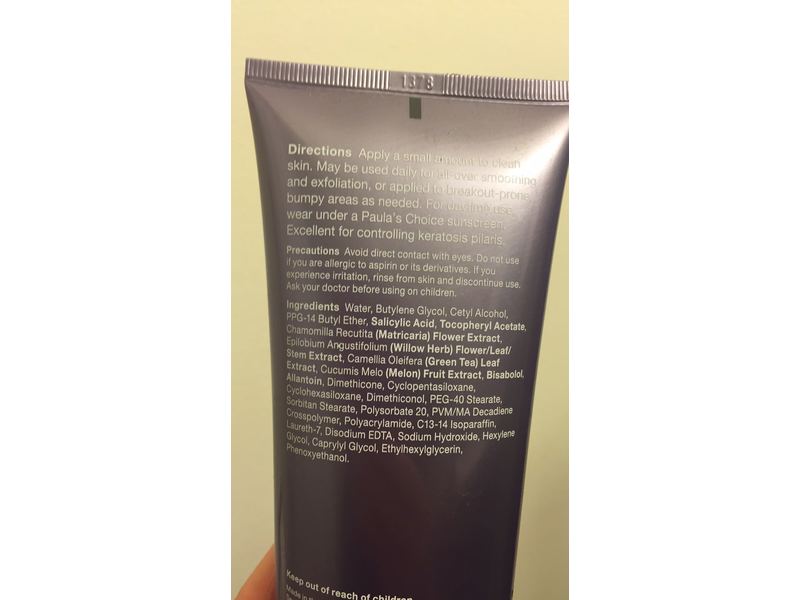 1378
Directions Apply a small amount to clean
skin. May be used daily for all-over smoothing
and exfoliation, or applied to breakout-prone
bumpy areas as needed. For daytime use,
wear under a Paula's Choice sunscreen.
Excellent for controlling keratosis pilaris.
Precautions Avoid direct contact with eyes. Do not use
if you are allergic to aspirin or its derivatives. If you
experience irritation, rinse from skin and discontinue use.
Ask your doctor before using on children.
Ingredients Water, Butylene Glycol, Cetyl Alcohol,
PPG-14 Butyl Ether, Salicylic Acid, Tocopheryl Acetate,
Chamomilla Recutita (Matricaria) Flower Extract,
Epilobium Angustifolium (Willow Herb) Flower/Leaf/
Stem Extract, Camellia Oleifera (Green Tea) Leaf
Extract, Cucumis Melo (Melon) Fruit Extract, Bisabolol,
Allantoin, Dimethicone, Cyclopentasiloxane,
Cyclohexasiloxane, Dimethiconol, PEG-40 Stearate,
Sorbitan Stearate, Polysorbate 20, PVM/MA Decadiene
Crosspolymer, Polyacrylamide, C13-14 Isoparaffin,
Laureth-7, Disodium EDTA, Sodium Hydroxide, Hexylene
Glycol, Caprylyl Glycol, Ethylhexylglycerin,
Phenoxyethanol.
Keep out of reach of children
Made in